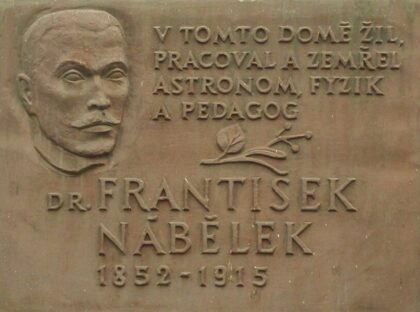 V TOMTO DOMĚ ŽIL,
PRACOVAL A ZEMŘEL
ASTRONOM, FYZIK
A PEDAGOG
DR. FRANTIŠEK
NÁBĚLEK
1852-1915